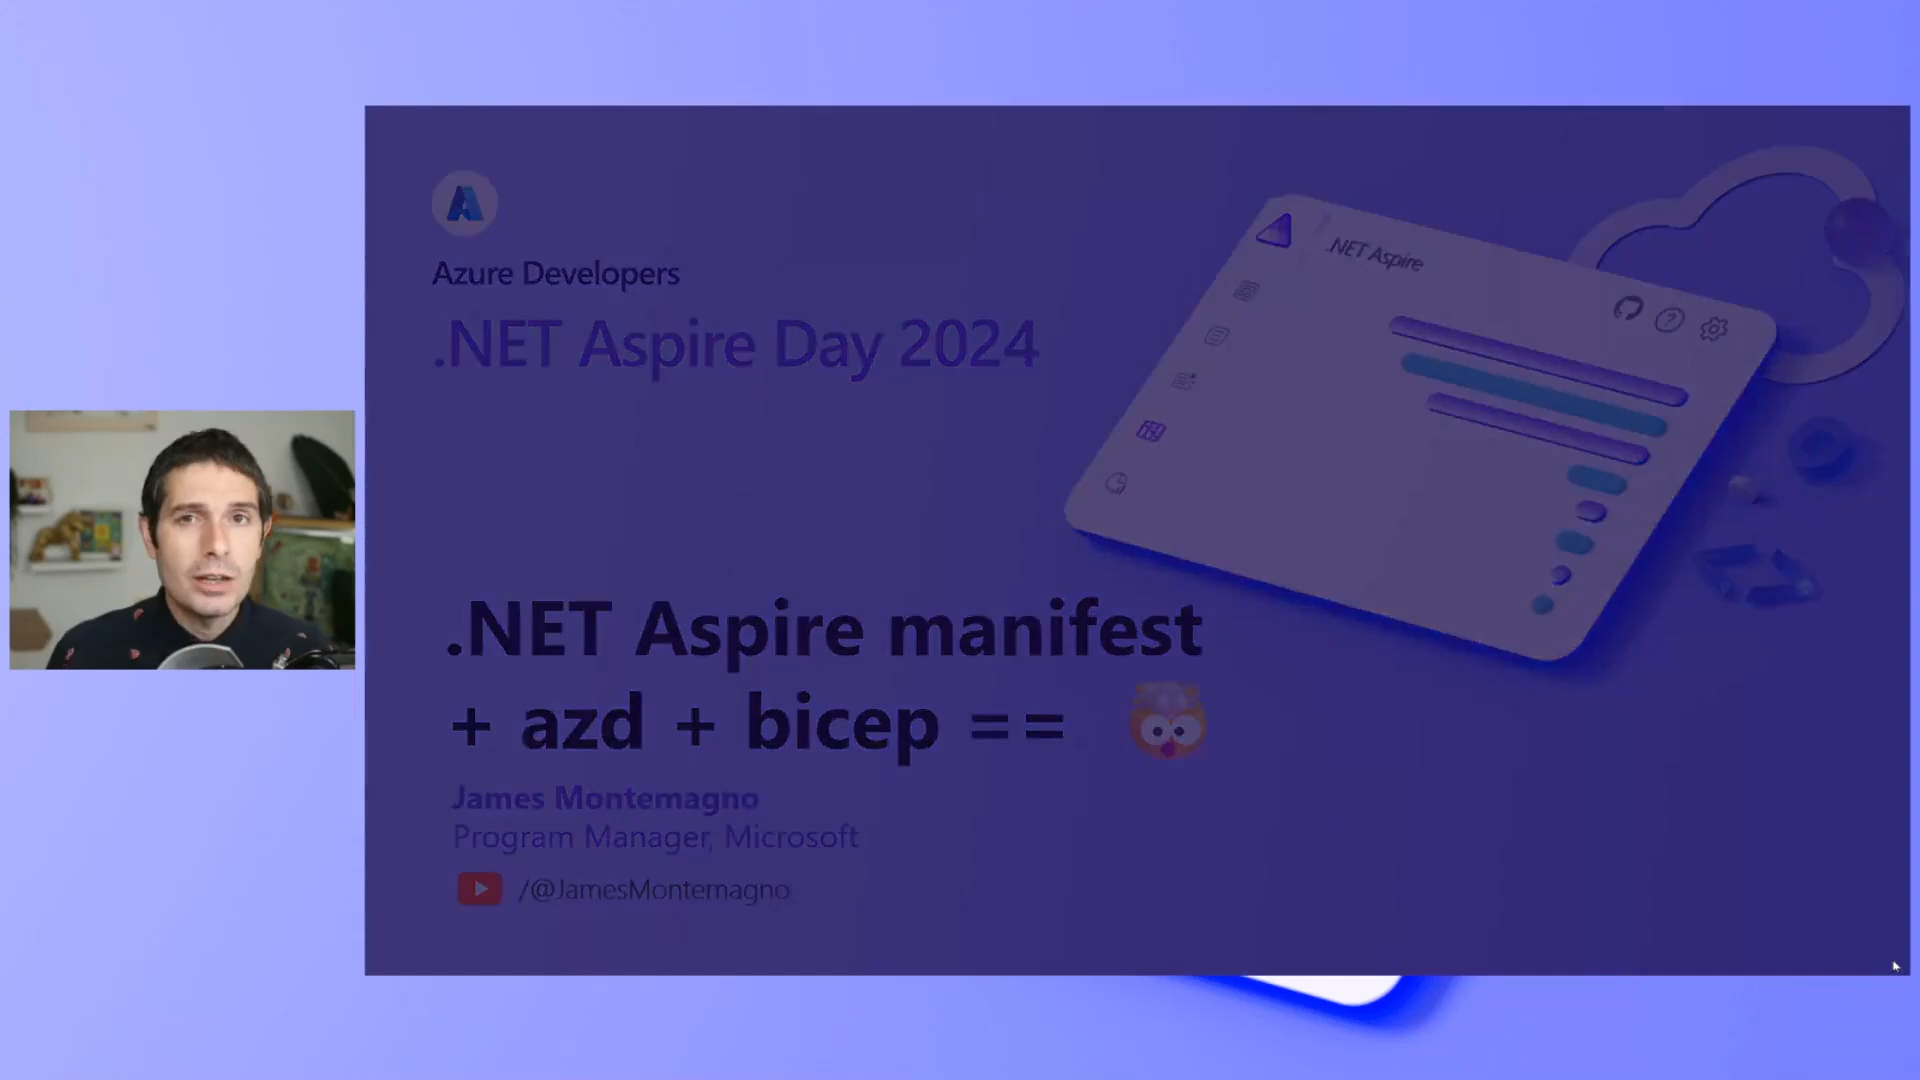 Azure Developers
.NET Aspire Day 2024
.NET Aspire
.NET Aspire manifest
+ azd + bicep ==
James Montemagno
Program Manager, Microsoft
/@JamesMontemagno